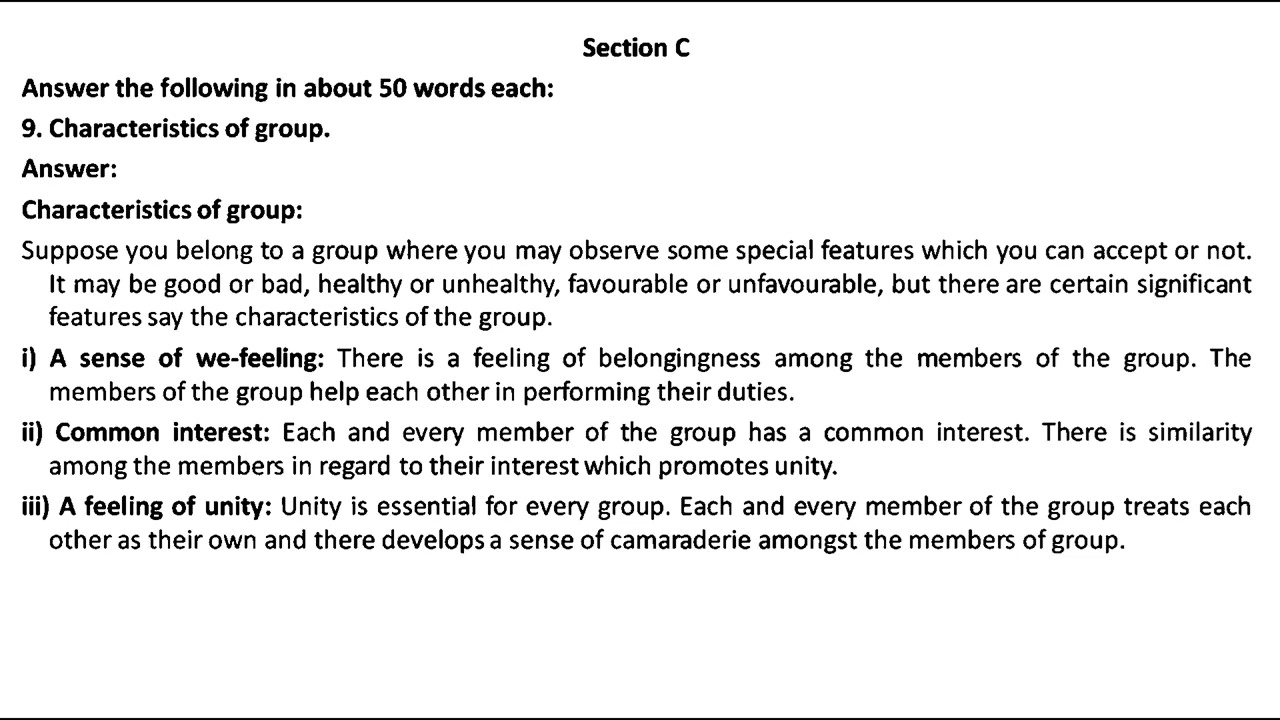 Section C
Answer the following in about 50 words each:
9. Characteristics of group.
Answer:
Characteristics of group:
Suppose you belong to a group where you may observe some special features which you can accept or not.
It may be good or bad, healthy or unhealthy, favourable or unfavourable, but there are certain significant
features say the characteristics of the group.
i) A sense of we-feeling: There is a feeling of belongingness among the members of the group. The
members of the group help each other in performing their duties.
ii) Common interest: Each and every member of the group has a common interest. There is similarity
among the members in regard to their interest which promotes unity.
iii) A feeling of unity: Unity is essential for every group. Each and every member of the group treats each
other as their own and there develops a sense of camaraderie amongst the members of group.